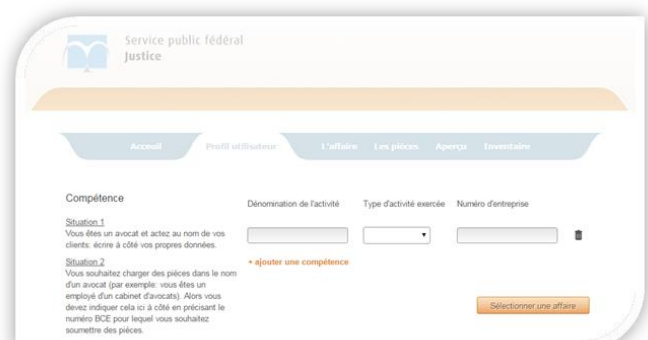 Service public fédéral
Justice
Acceuil Profil utilisateur L'affaire Les pièces Aperçu Inventaire
Compétence
Dénomination de l'activité Type d'activité exercée Numéro d'entreprise
Situation 1
Vous êtes un avocat et actez au nom de vos
clients: écrire à côté vos propres données.
Situation 2
Vous souhaitez charger des pièces dans le nom
d'un avocat (par exemple: vous êtes un
employé d'un cabinet d'avocats). Alors vous
devez indiquer cela ici à côté en précisant le
numéro BCE pour lequel vous souhaitez
soumettre des pièces.
+ ajouter une compétence
Sélectionner une affaire